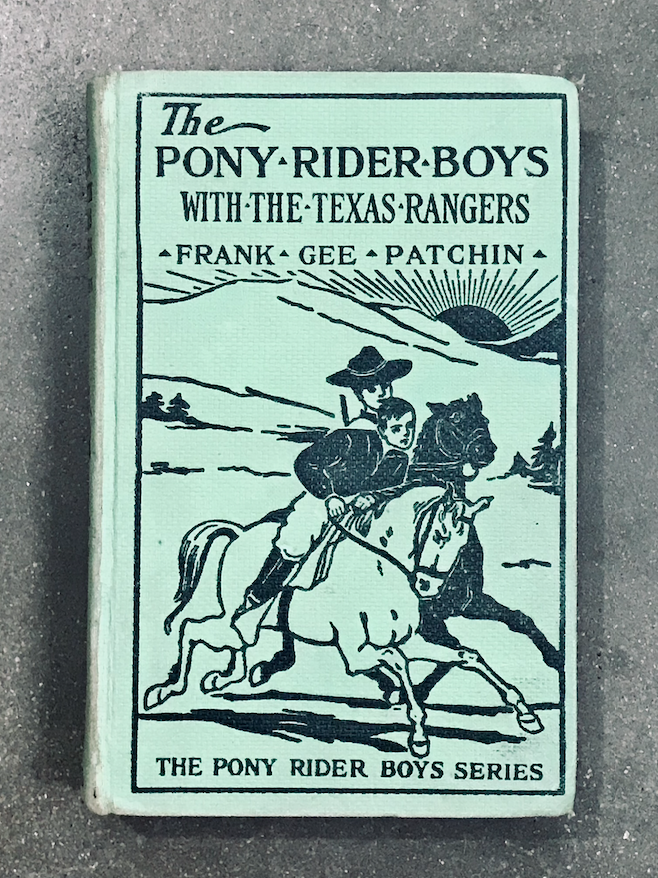 The
PONY·RIDER·BOYS
WITH·THE·TEXAS·RANGERS
·FRANK·GEE·PATCHIN·
THE PONY RIDER BOYS SERIES